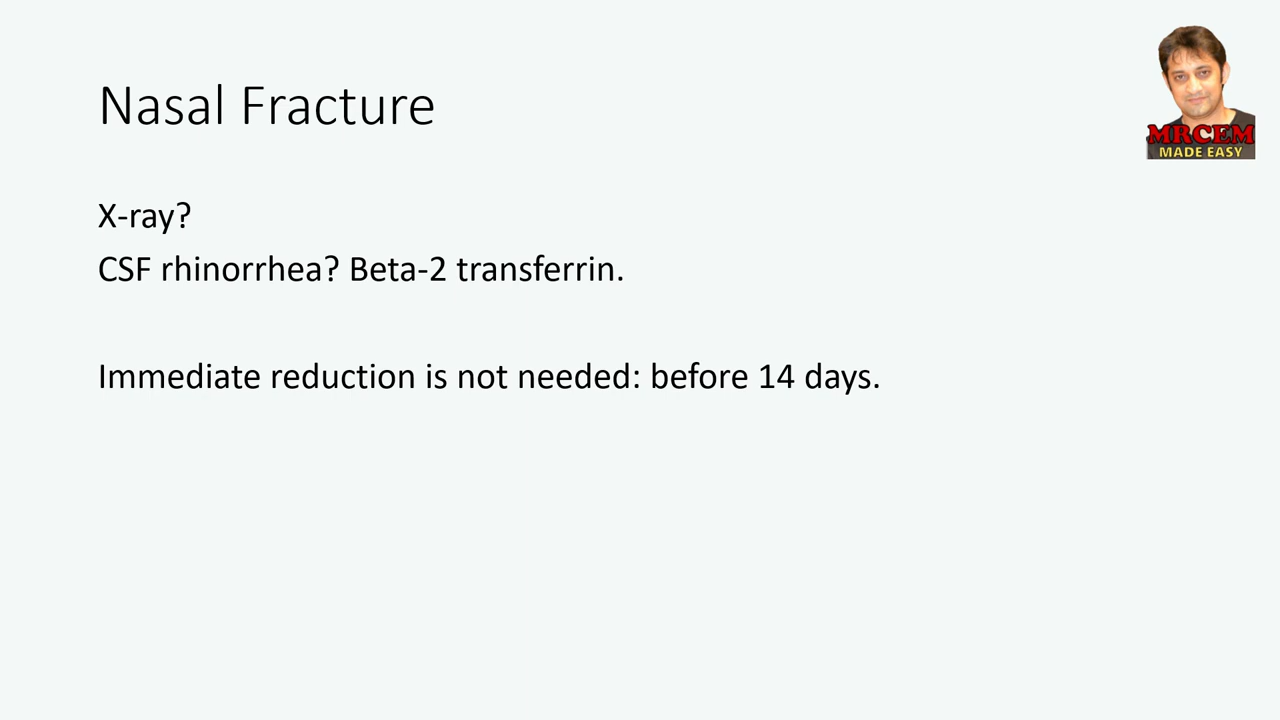 Nasal Fracture
MRCEM
MADE EASY
X-ray?
CSF rhinorrhea? Beta-2 transferrin.
Immediate reduction is not needed: before 14 days.